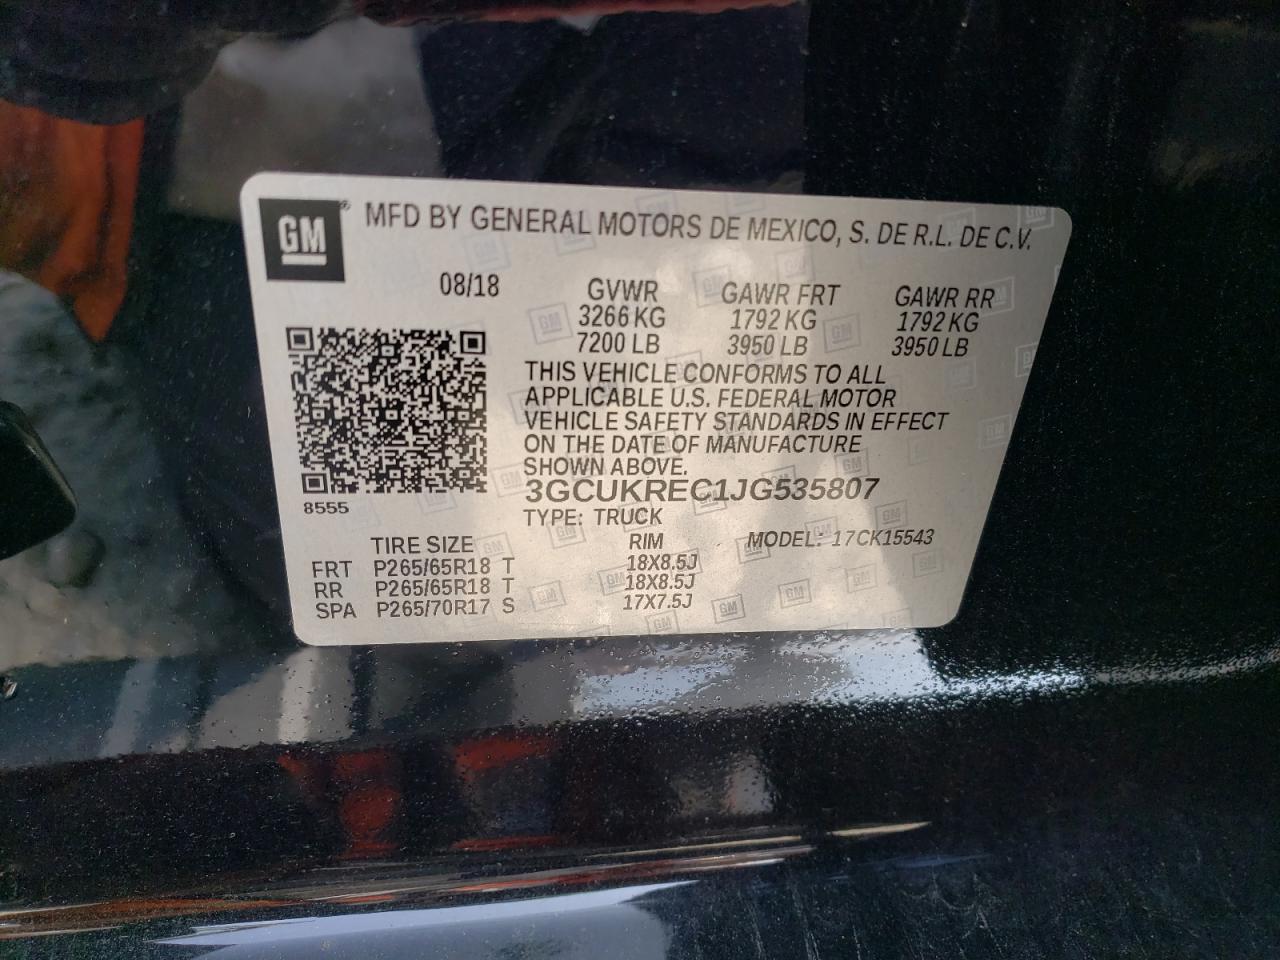 GM® MFD BY GENERAL MOTORS DE MEXICO, S. DE R.L. DE C.V.
08/18 GVWR GAWR FRT GAWR RR
3266 KG 1792 KG 1792 KG
7200 LB 3950 LB 3950 LB
THIS VEHICLE CONFORMS TO ALL
APPLICABLE U.S. FEDERAL MOTOR
VEHICLE SAFETY STANDARDS IN EFFECT
ON THE DATE OF MANUFACTURE
SHOWN ABOVE.
3GCUKREC1JG535807
8555
TYPE: TRUCK
TIRE SIZE RIM MODEL: 17CK15543
FRT P265/65R18 T 18X8.5J
RR P265/65R18 T 18X8.5J
SPA P265/70R17 S 17X7.5J